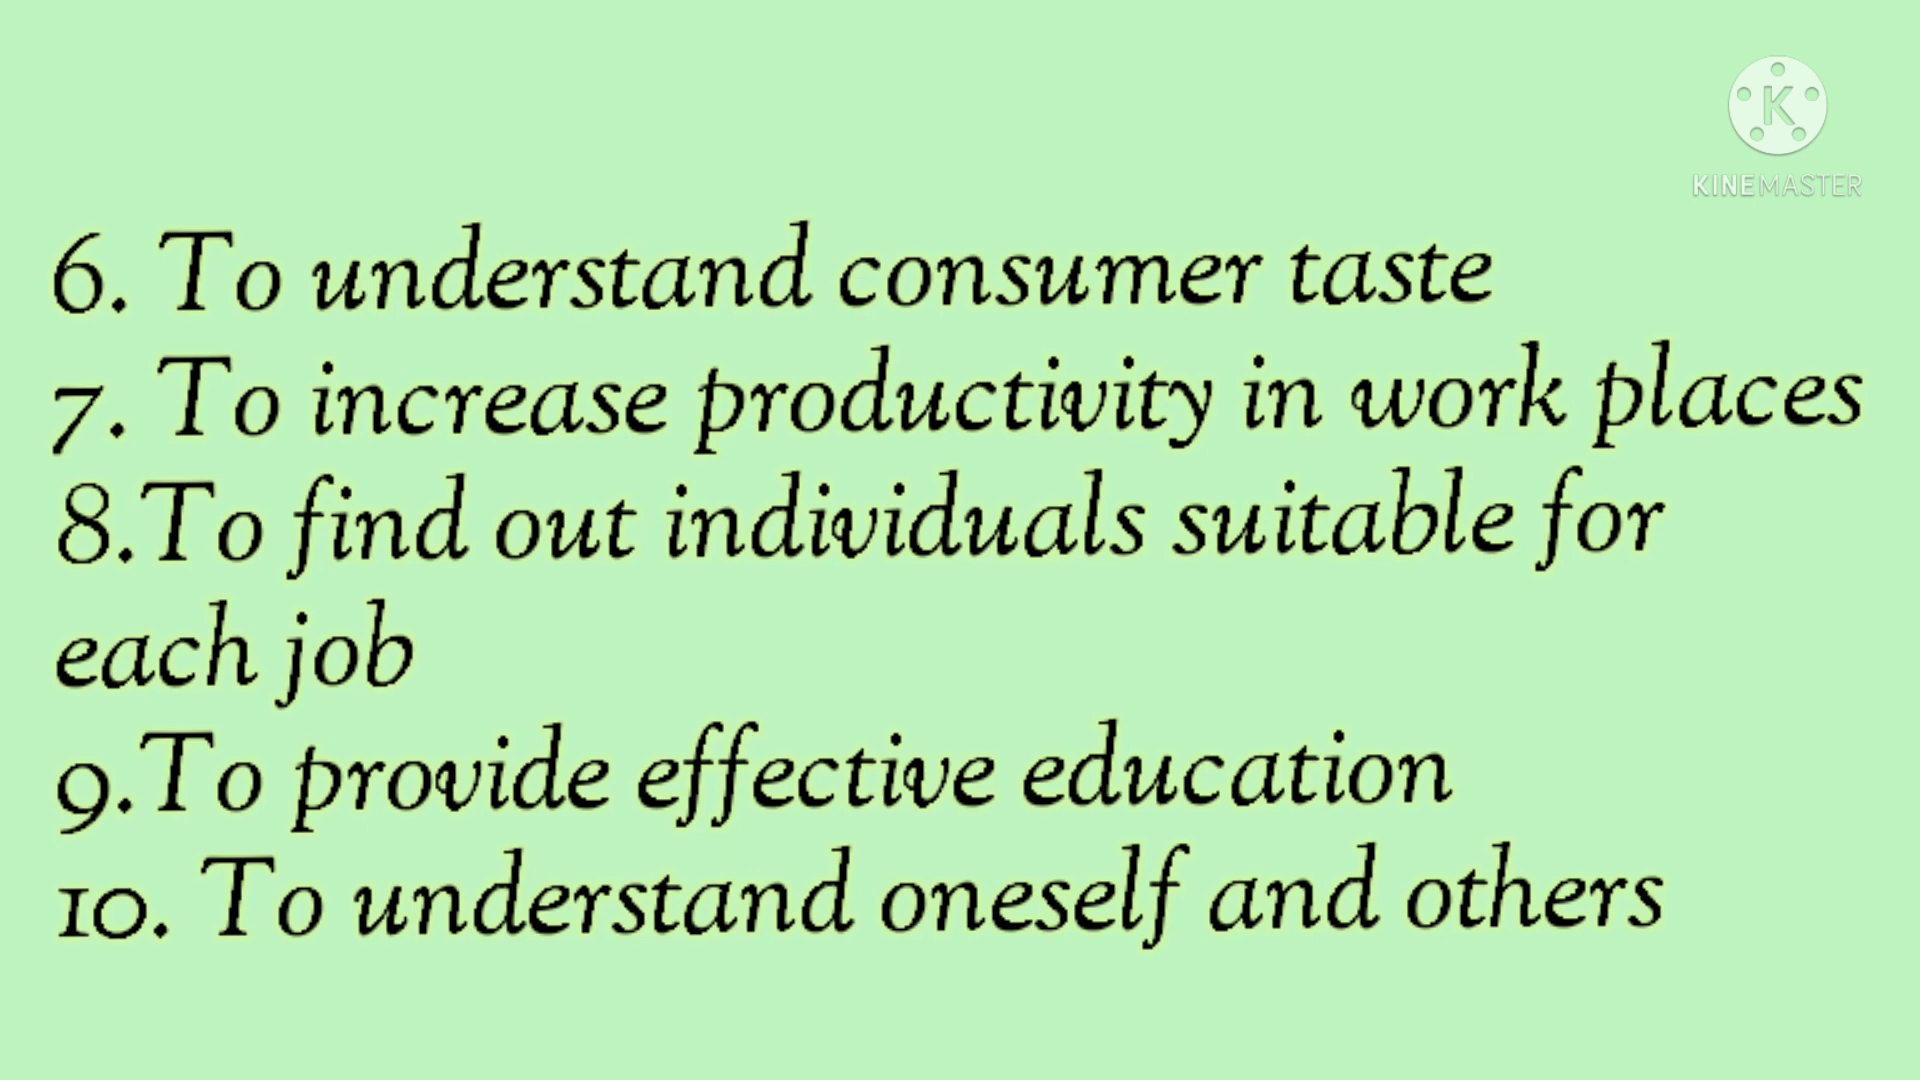 KINEMASTER
6. To understand consumer taste
7. To increase productivity in work places
8.To find out individuals suitable for
each job
9.To provide effective education
10. To understand oneself and others